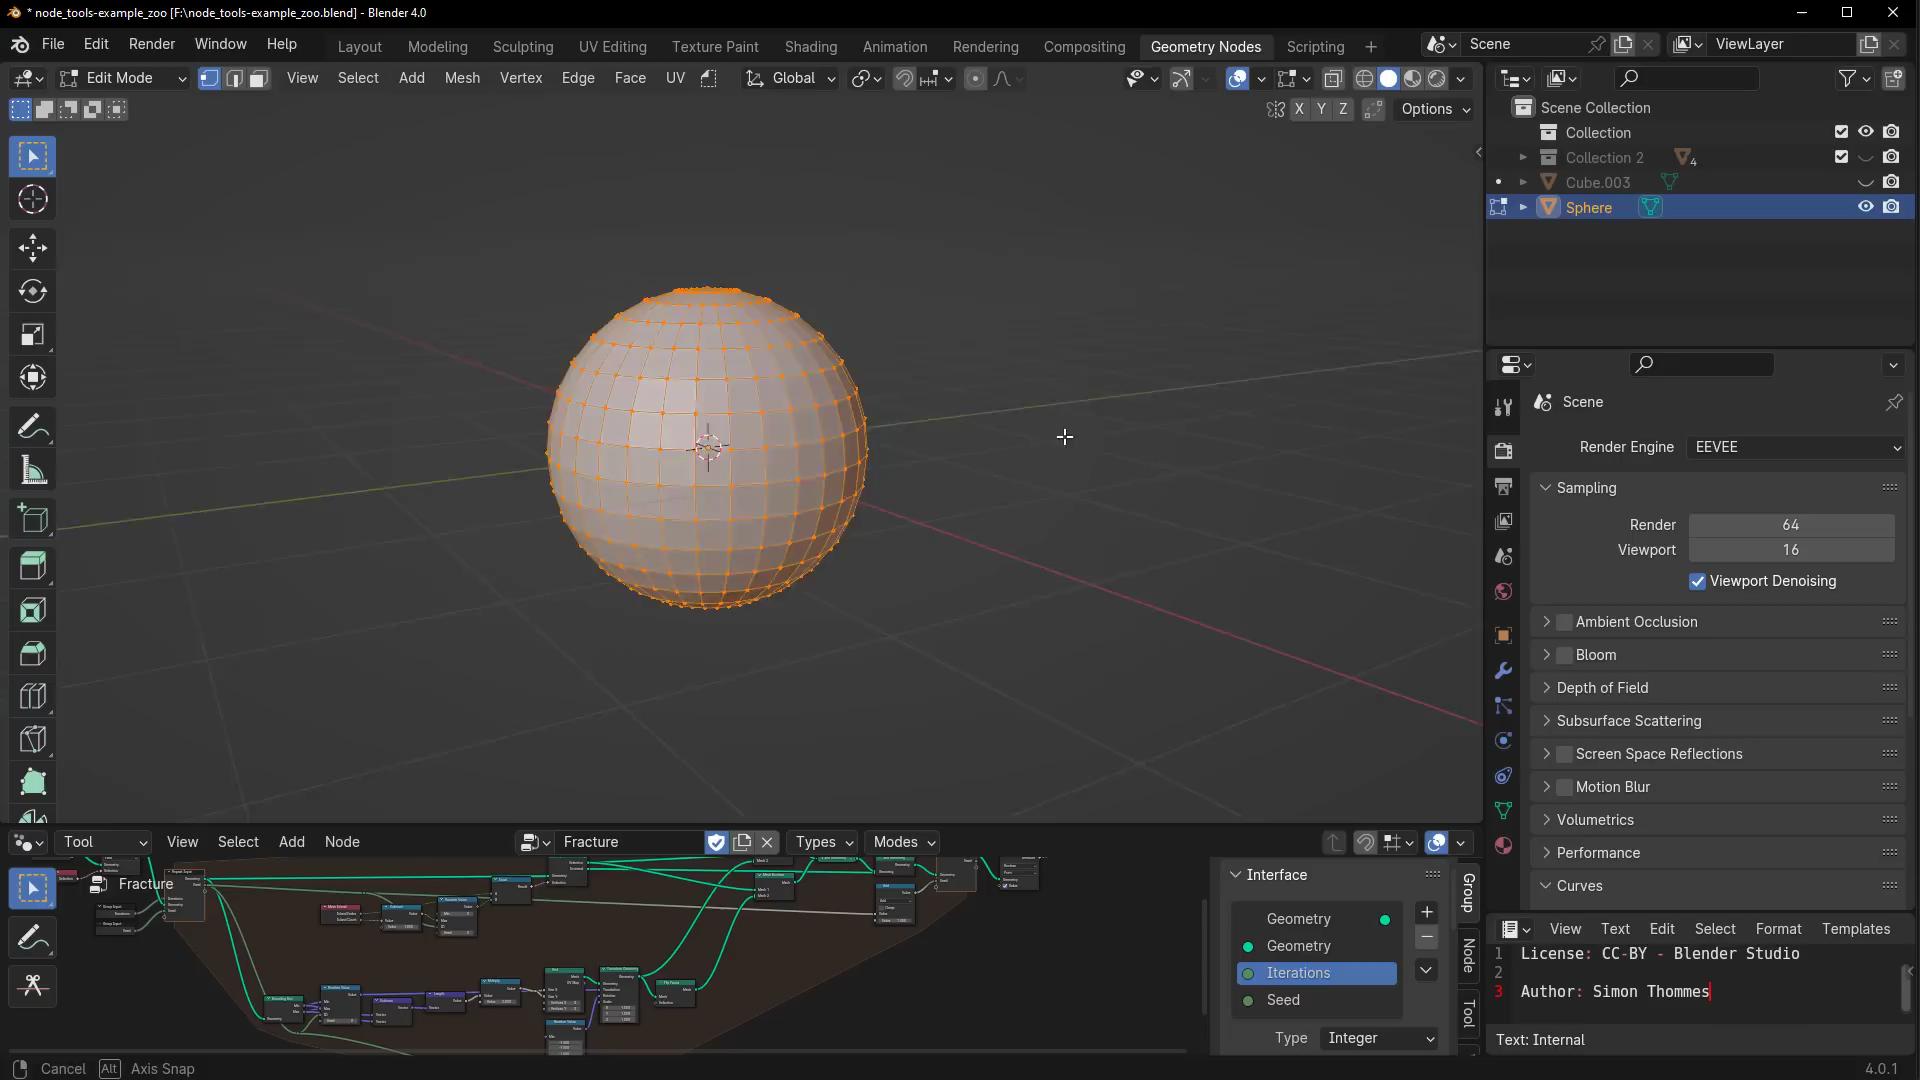 * node_tools-example_zoo [F:\node_tools-example_zoo.blend] - Blender 4.0
File Edit Render Window Help Layout Modeling Sculpting UV Editing Texture Paint Shading Animation Rendering Compositing Geometry Nodes Scripting + Scene ViewLayer
Edit Mode View Select Add Mesh Vertex Edge Face UV Global
X Y Z Options
Scene Collection
Collection
Collection 2 4
Cube.003
Sphere
Scene
Render Engine EEVEE
Sampling
Render 64
Viewport 16
Viewport Denoising
Ambient Occlusion
Bloom
Depth of Field
Subsurface Scattering
Screen Space Reflections
Motion Blur
Volumetrics
Performance
Curves
Tool View Select Add Node Fracture Types Modes
Fracture
Interface
Geometry
Geometry
Iterations
Seed
Type Integer
Group
Node
Tool
View Text Edit Select Format Templates
1 License: CC-BY - Blender Studio
2
3 Author: Simon Thommes
Text: Internal
Cancel Alt Axis Snap 4.0.1